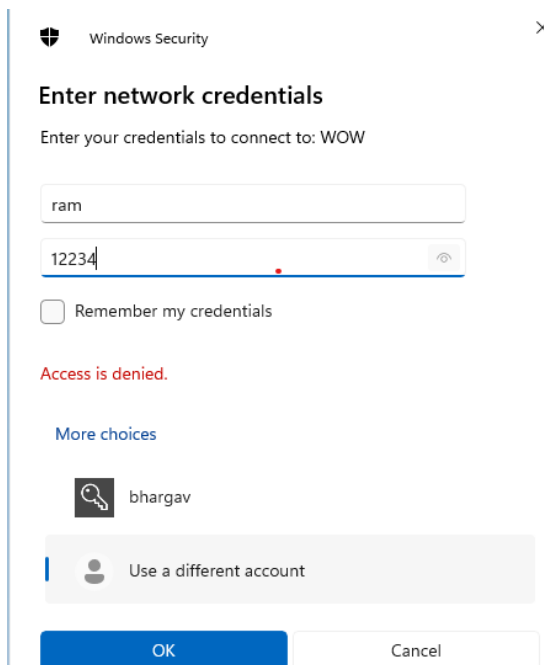 Windows Security
Enter network credentials
Enter your credentials to connect to: WOW
ram
12234
Remember my credentials
Access is denied.
More choices
bhargav
Use a different account
OK
Cancel